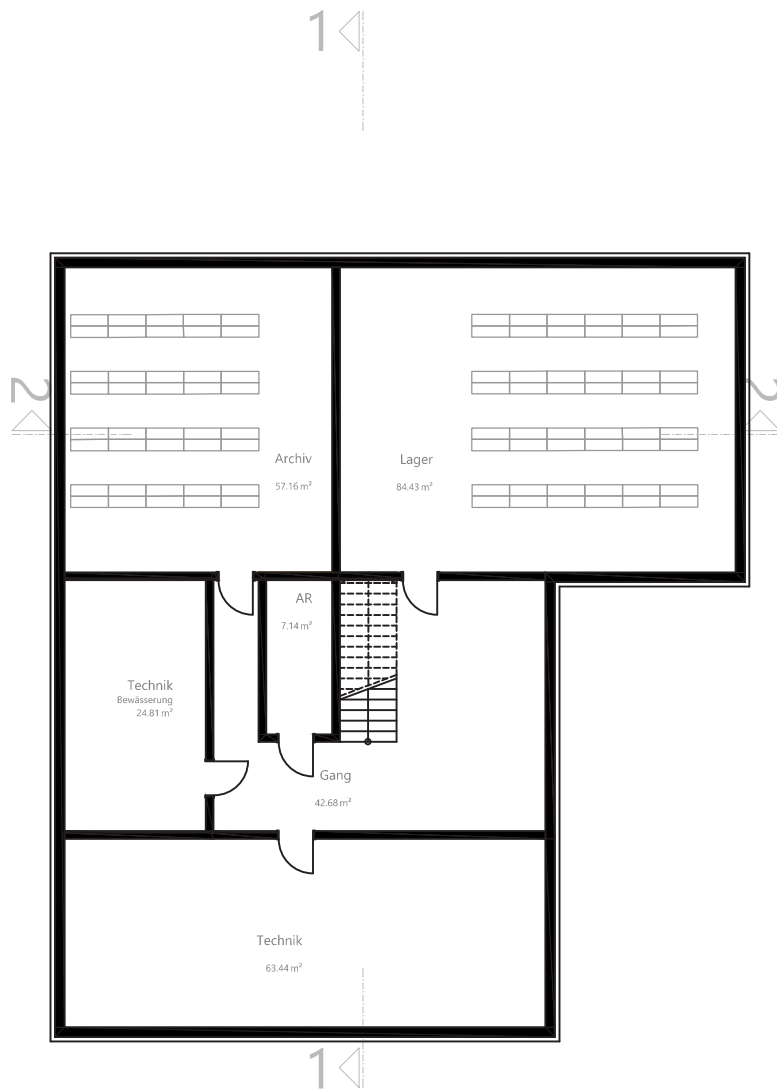 1
2
2
Archiv
57.16 m²
Lager
84.43 m²
AR
7.14 m²
Technik
Bewässerung
24.81 m²
Gang
42.68 m²
Technik
63.44 m²
1